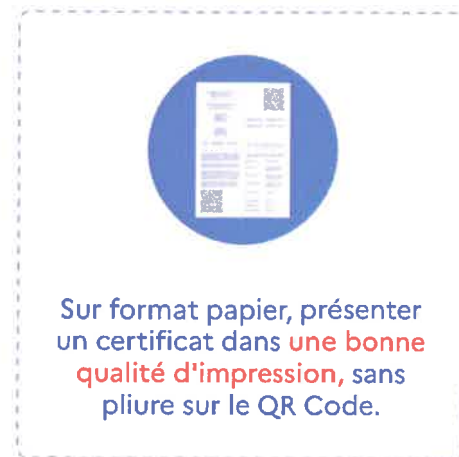 Sur format papier, présenter
un certificat dans une bonne
qualité d'impression, sans
pliure sur le QR Code.